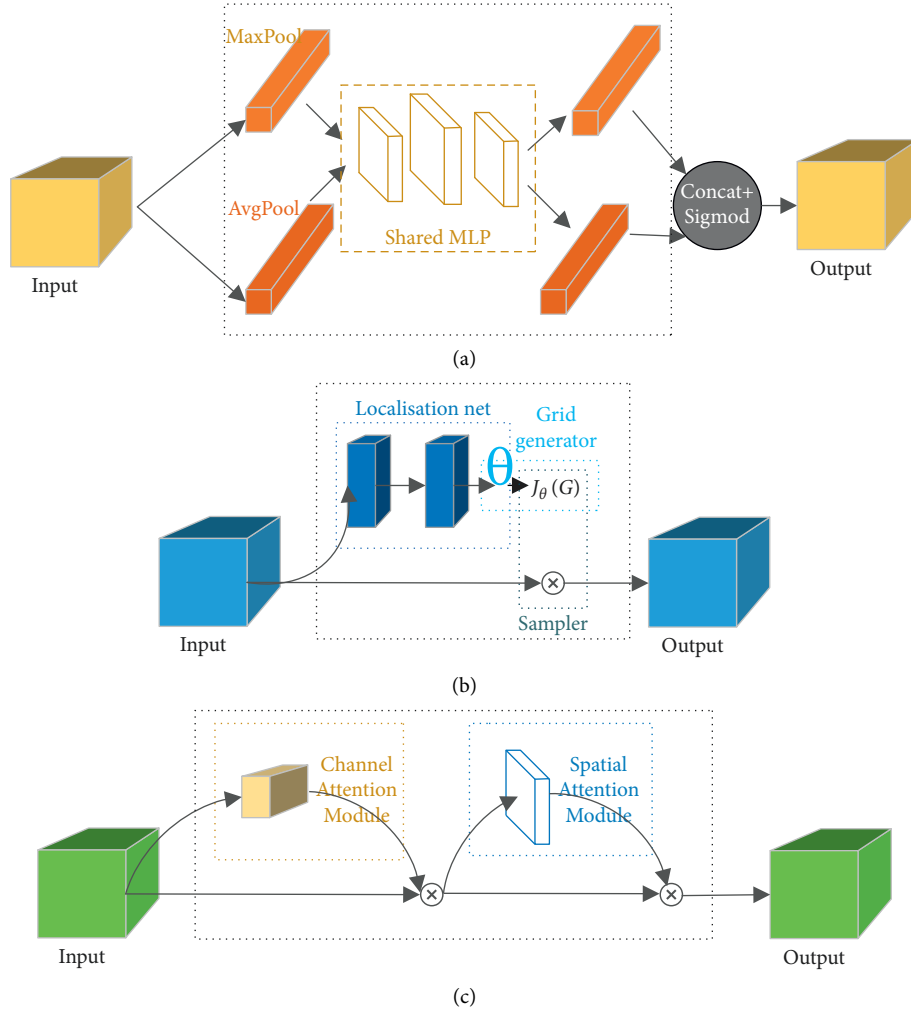 MaxPool
AvgPool
Shared MLP
Concat+
Sigmod
Input
Output
(a)
Localisation net
Grid
generator
θ
J_θ (G)
Sampler
Input
Output
(b)
Channel
Attention
Module
Spatial
Attention
Module
Input
Output
(c)